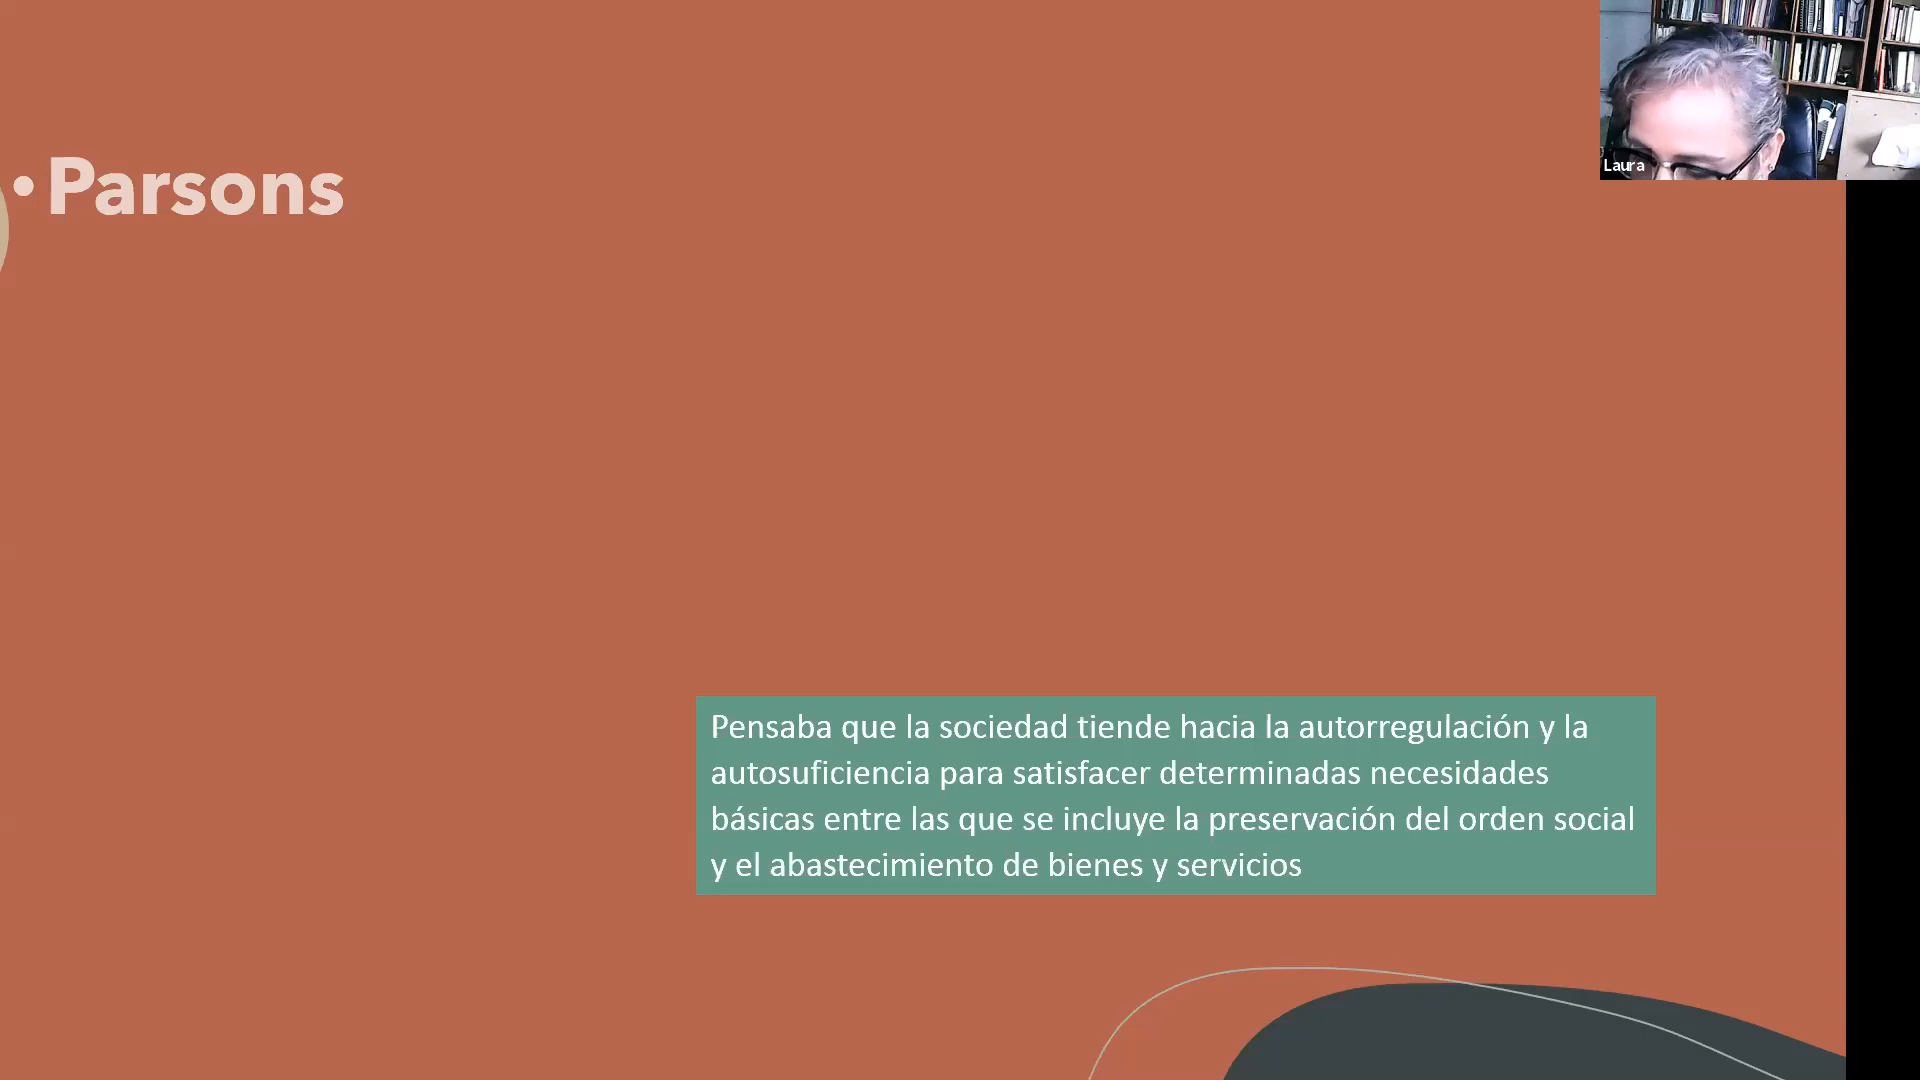 Laura
• Parsons
Pensaba que la sociedad tiende hacia la autorregulación y la
autosuficiencia para satisfacer determinadas necesidades
básicas entre las que se incluye la preservación del orden social
y el abastecimiento de bienes y servicios